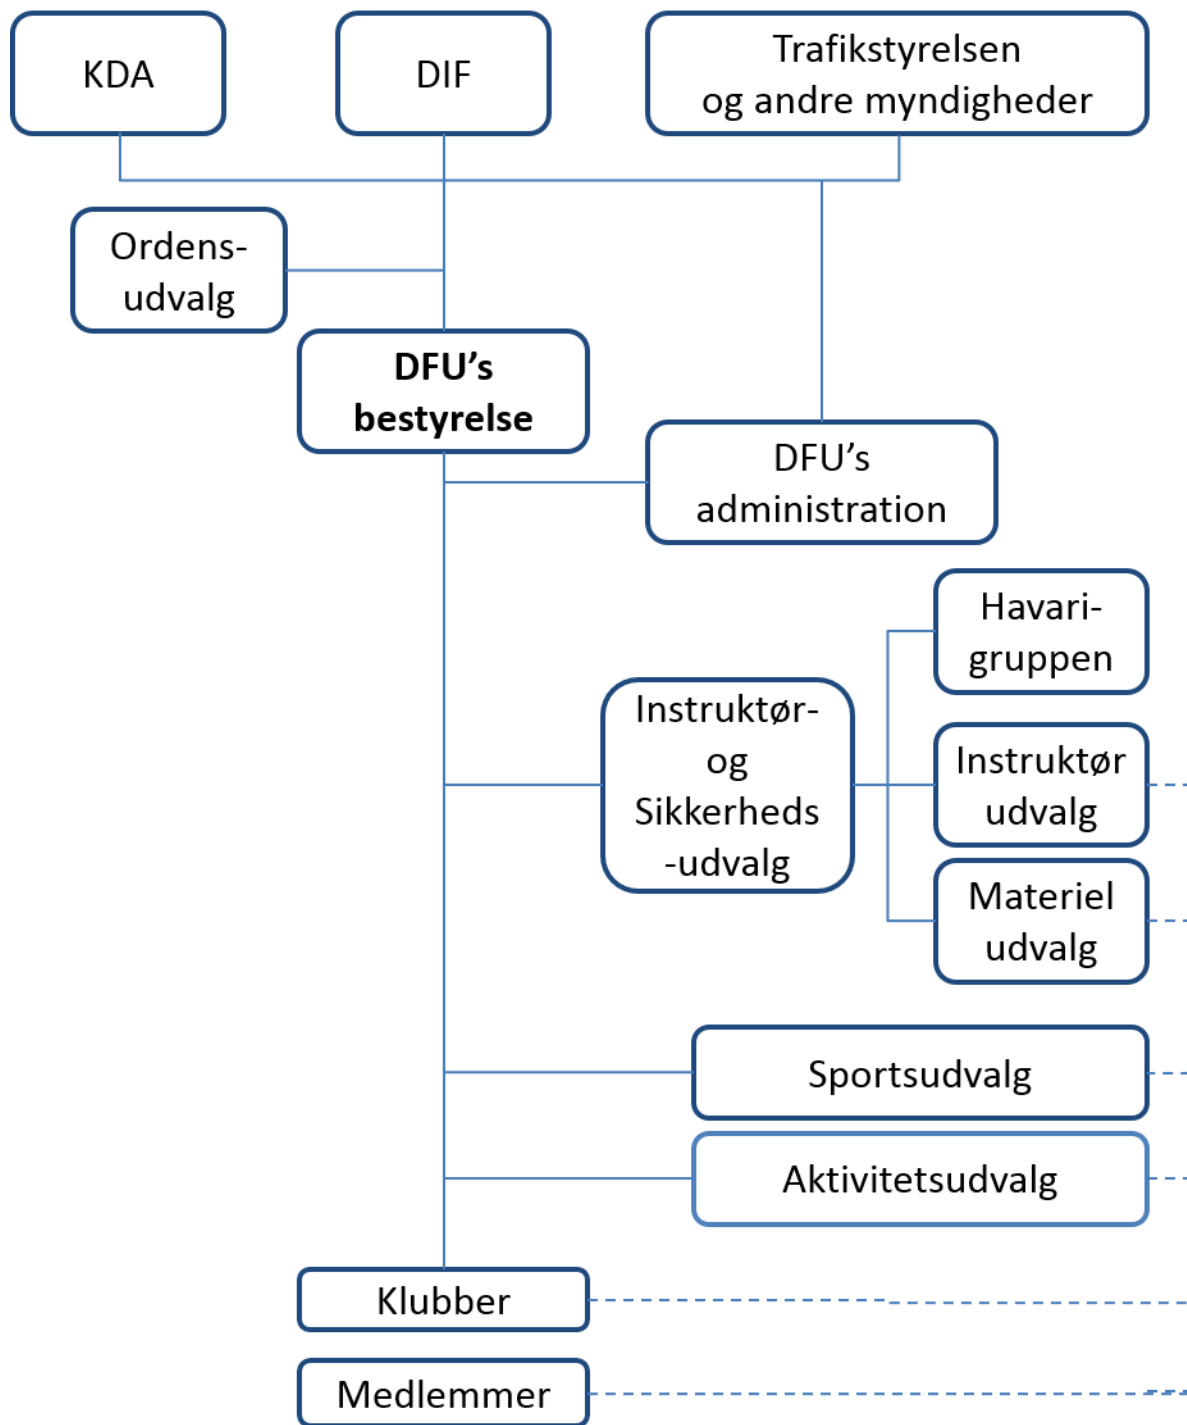 KDA
DIF
Trafikstyrelsen
og andre myndigheder
Ordens-
udvalg
DFU’s
bestyrelse
DFU’s
administration
Havari-
gruppen
Instruktør-
og
Sikkerheds
-udvalg
Instruktør
udvalg
Materiel
udvalg
Sportsudvalg
Aktivitetsudvalg
Klubber
Medlemmer